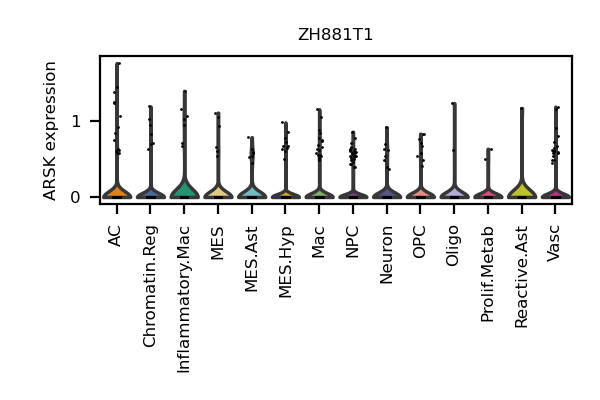 ZH881T1
ARSK expression
1
0
AC
Chromatin.Reg
Inflammatory.Mac
MES
MES.Ast
MES.Hyp
Mac
NPC
Neuron
OPC
Oligo
Prolif.Metab
Reactive.Ast
Vasc